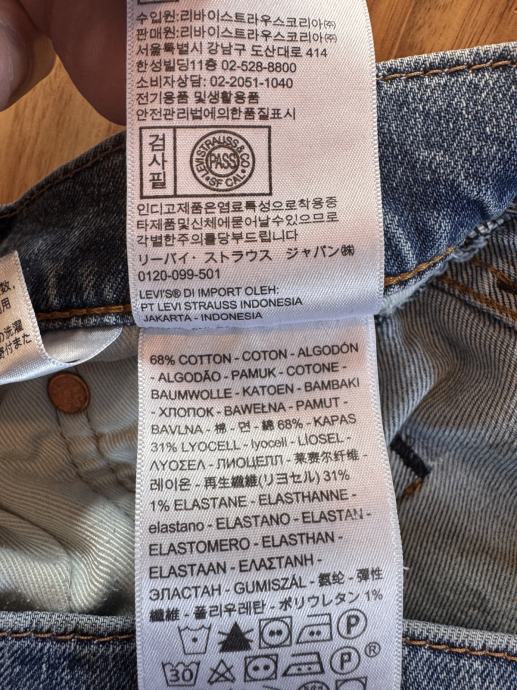 수입원: 리바이스트라우스코리아㈜
판매원: 리바이스트라우스코리아㈜
서울특별시 강남구 도산대로 414
한성빌딩11층 02-528-8800
소비자상담: 02-2051-1040
전기용품 및생활용품
안전관리법에의한품질표시
검사필
LEVI STRAUSS & CO
PASS
SF CAL
인디고제품은염료특성으로착용중
타제품및신체에묻어날수있으므로
각별한주의를당부드립니다
リーバイ・ストラウス ジャパン㈱
0120-099-501
LEVI'S® DI IMPORT OLEH:
PT LEVI STRAUSS INDONESIA
JAKARTA - INDONESIA
68% COTTON - COTON - ALGODÓN
- ALGODÃO - PAMUK - COTONE -
BAUMWOLLE - KATOEN - BAMBAKI
- ХЛОПОК - BAWEŁNA - PAMUT -
BAVLNA - 棉 - 면 - 綿 68% - KAPAS
31% LYOCELL - lyocell - LİOSEL -
ΛΥΟΣΕΛ - ЛИОЦЕЛЛ - 莱赛尔纤维 -
레이온 - 再生繊維(リヨセル) 31%
1% ELASTANE - ELASTHANNE -
elastano - ELASTANO - ELASTAN -
ELASTOMERO - ELASTHAN -
ELASTAAN - ΕΛΑΣΤΑΝΗ -
ЭЛАСТАН - GUMISZÁL - 氨纶 - 彈性
纖維 - 폴리우레탄 - ポリウレタン 1%
P
30
P ®